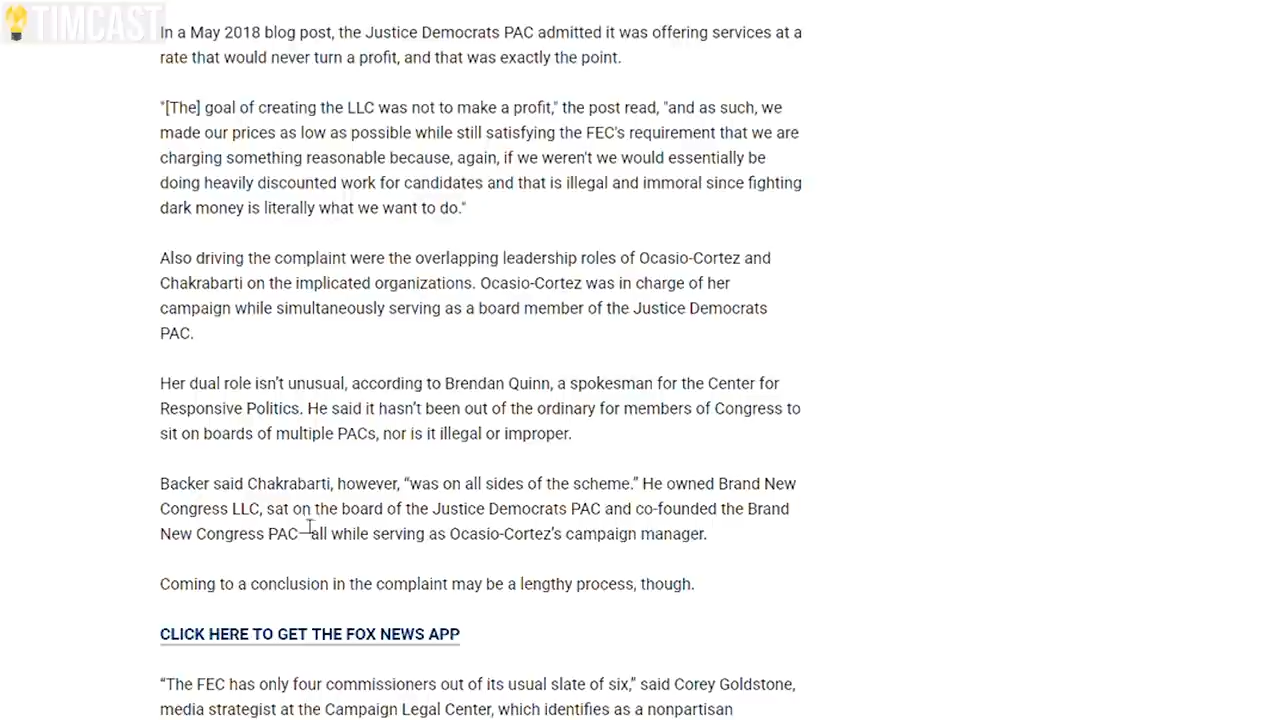 TIMCAST
In a May 2018 blog post, the Justice Democrats PAC admitted it was offering services at a
rate that would never turn a profit, and that was exactly the point.
"[The] goal of creating the LLC was not to make a profit," the post read, "and as such, we
made our prices as low as possible while still satisfying the FEC's requirement that we are
charging something reasonable because, again, if we weren't we would essentially be
doing heavily discounted work for candidates and that is illegal and immoral since fighting
dark money is literally what we want to do."
Also driving the complaint were the overlapping leadership roles of Ocasio-Cortez and
Chakrabarti on the implicated organizations. Ocasio-Cortez was in charge of her
campaign while simultaneously serving as a board member of the Justice Democrats
PAC.
Her dual role isn’t unusual, according to Brendan Quinn, a spokesman for the Center for
Responsive Politics. He said it hasn’t been out of the ordinary for members of Congress to
sit on boards of multiple PACs, nor is it illegal or improper.
Backer said Chakrabarti, however, “was on all sides of the scheme.” He owned Brand New
Congress LLC, sat on the board of the Justice Democrats PAC and co-founded the Brand
New Congress PAC—all while serving as Ocasio-Cortez’s campaign manager.
Coming to a conclusion in the complaint may be a lengthy process, though.
CLICK HERE TO GET THE FOX NEWS APP
“The FEC has only four commissioners out of its usual slate of six,” said Corey Goldstone,
media strategist at the Campaign Legal Center, which identifies as a nonpartisan